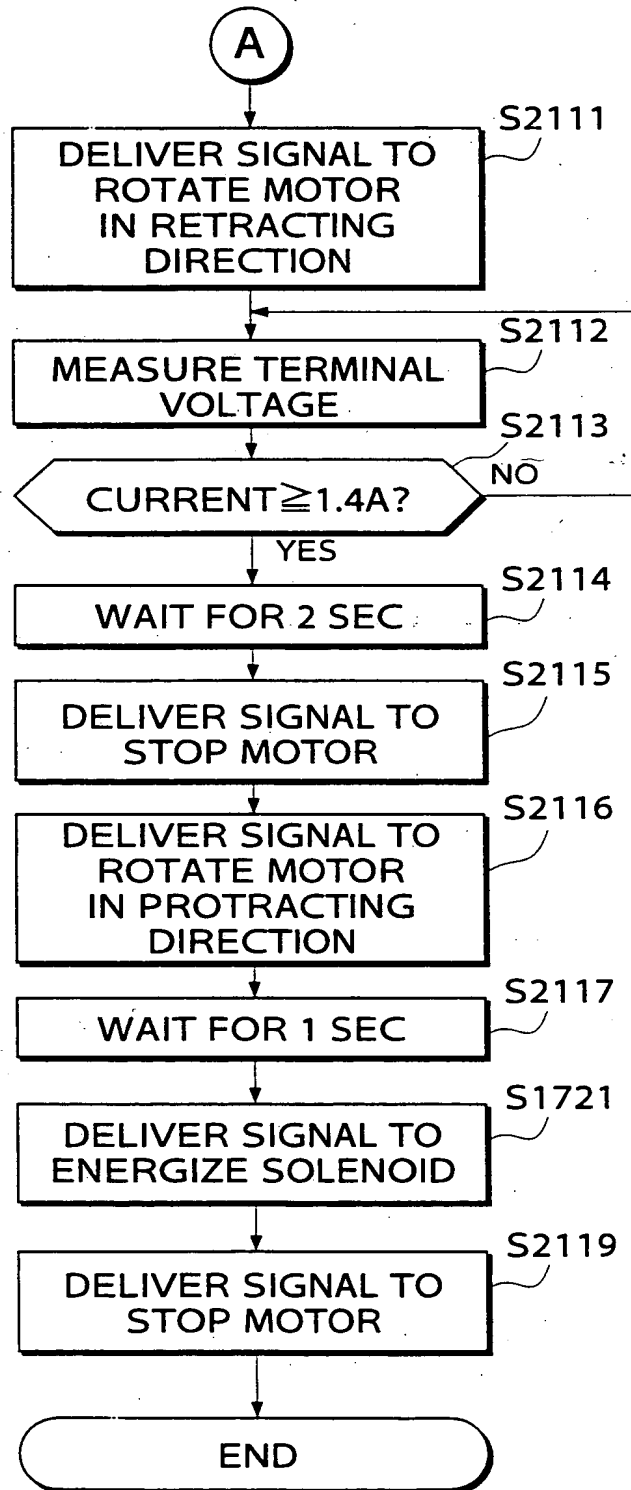 A
S2111
DELIVER SIGNAL TO
ROTATE MOTOR
IN RETRACTING
DIRECTION
S2112
MEASURE TERMINAL
VOLTAGE
S2113
CURRENT≧1.4A?
NO
YES
S2114
WAIT FOR 2 SEC
S2115
DELIVER SIGNAL TO
STOP MOTOR
S2116
DELIVER SIGNAL TO
ROTATE MOTOR
IN PROTRACTING
DIRECTION
S2117
WAIT FOR 1 SEC
S1721
DELIVER SIGNAL TO
ENERGIZE SOLENOID
S2119
DELIVER SIGNAL TO
STOP MOTOR
END